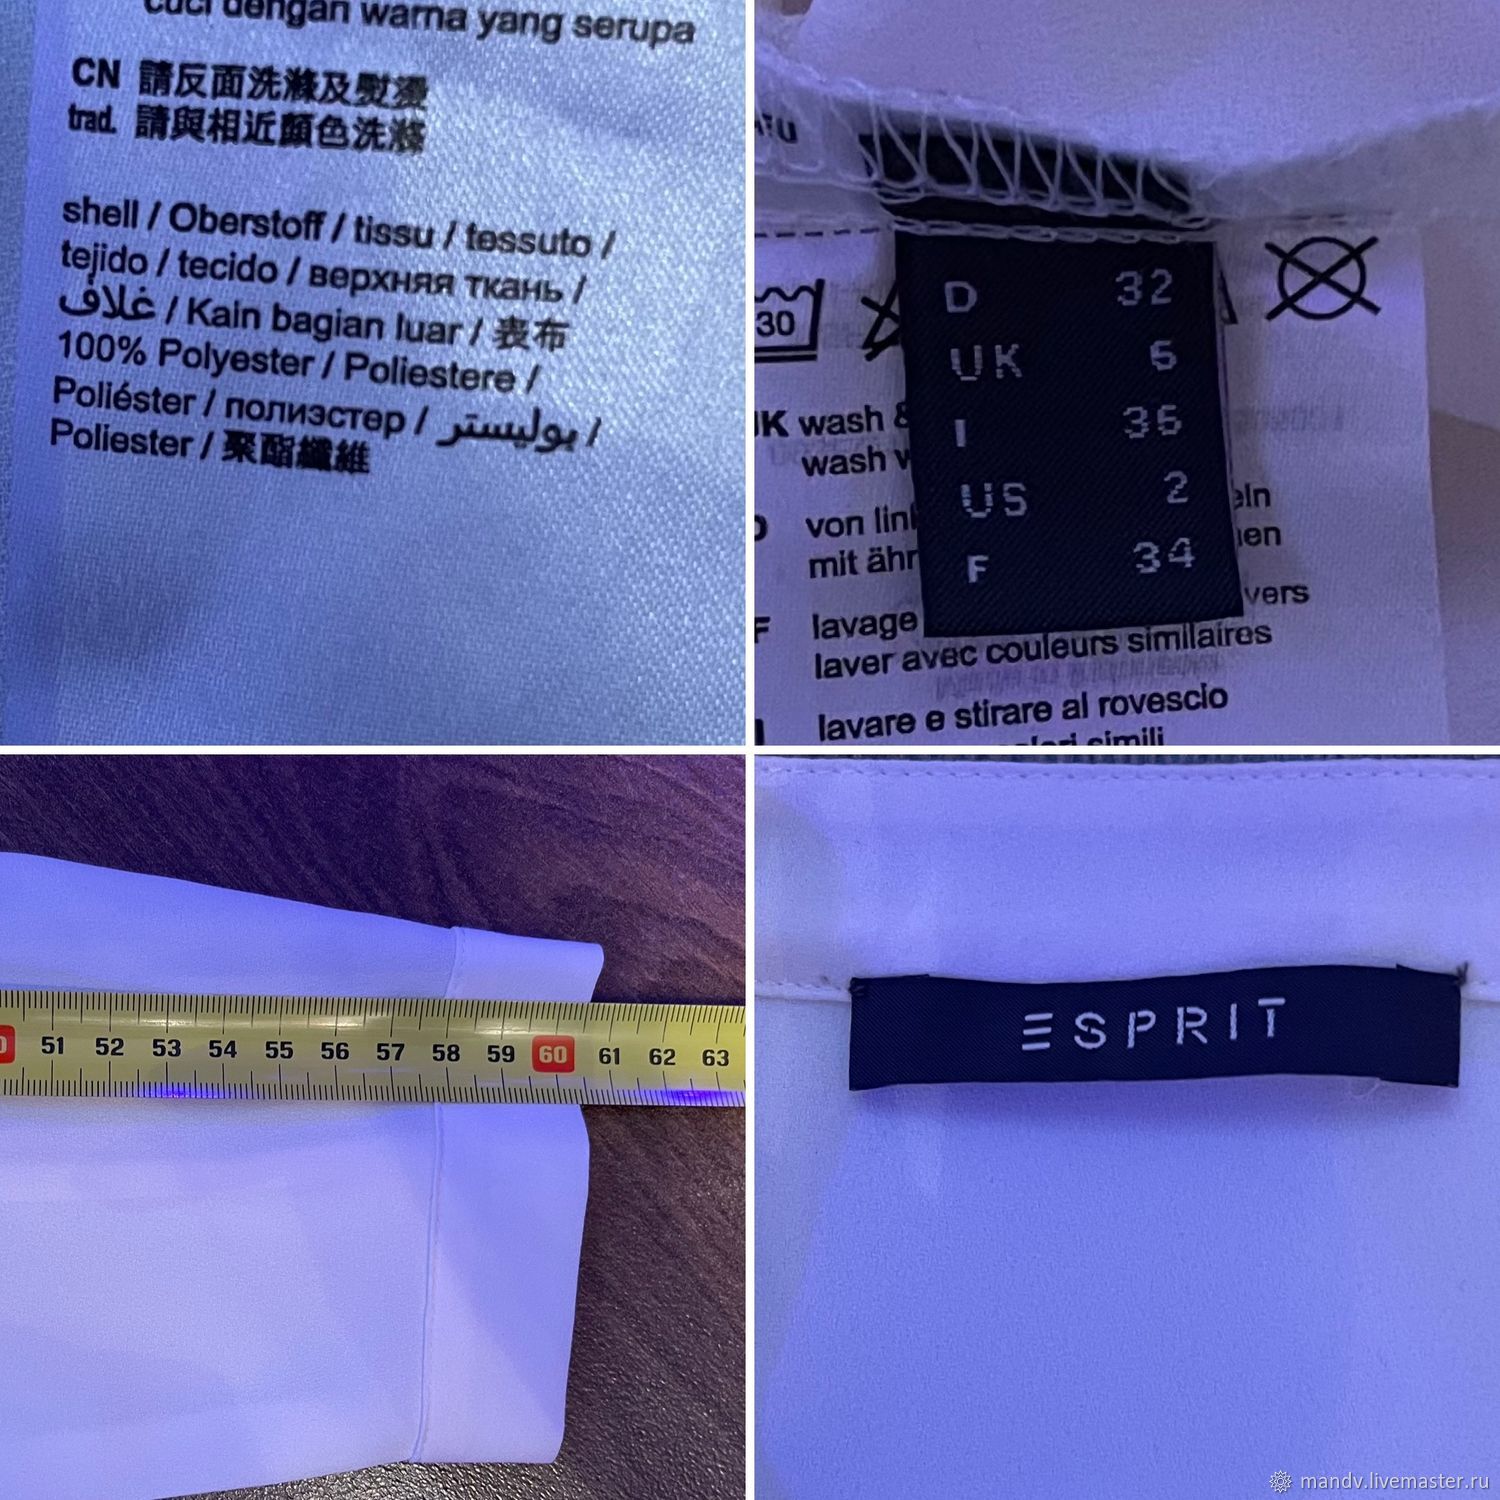 cuci dengan warna yang serupa
CN 請反面洗滌及熨燙
trad. 請與相近顏色洗滌
shell / Oberstoff / tissu / tessuto /
tejido / tecido / верхняя ткань /
غلاف / Kain bagian luar / 表布
100% Polyester / Poliestere /
Poliéster / полиэстер / بوليستر /
Poliester / 聚酯纖維
30
D 32
UK 6
I 36
US 2
F 34
wash &
wash
von
mit
lavage
laver avec couleurs similaires
lavare e stirare al rovescio
simili
51 52 53 54 55 56 57 58 59 60 61 62 63
ESPRIT
mandv.livemaster.ru